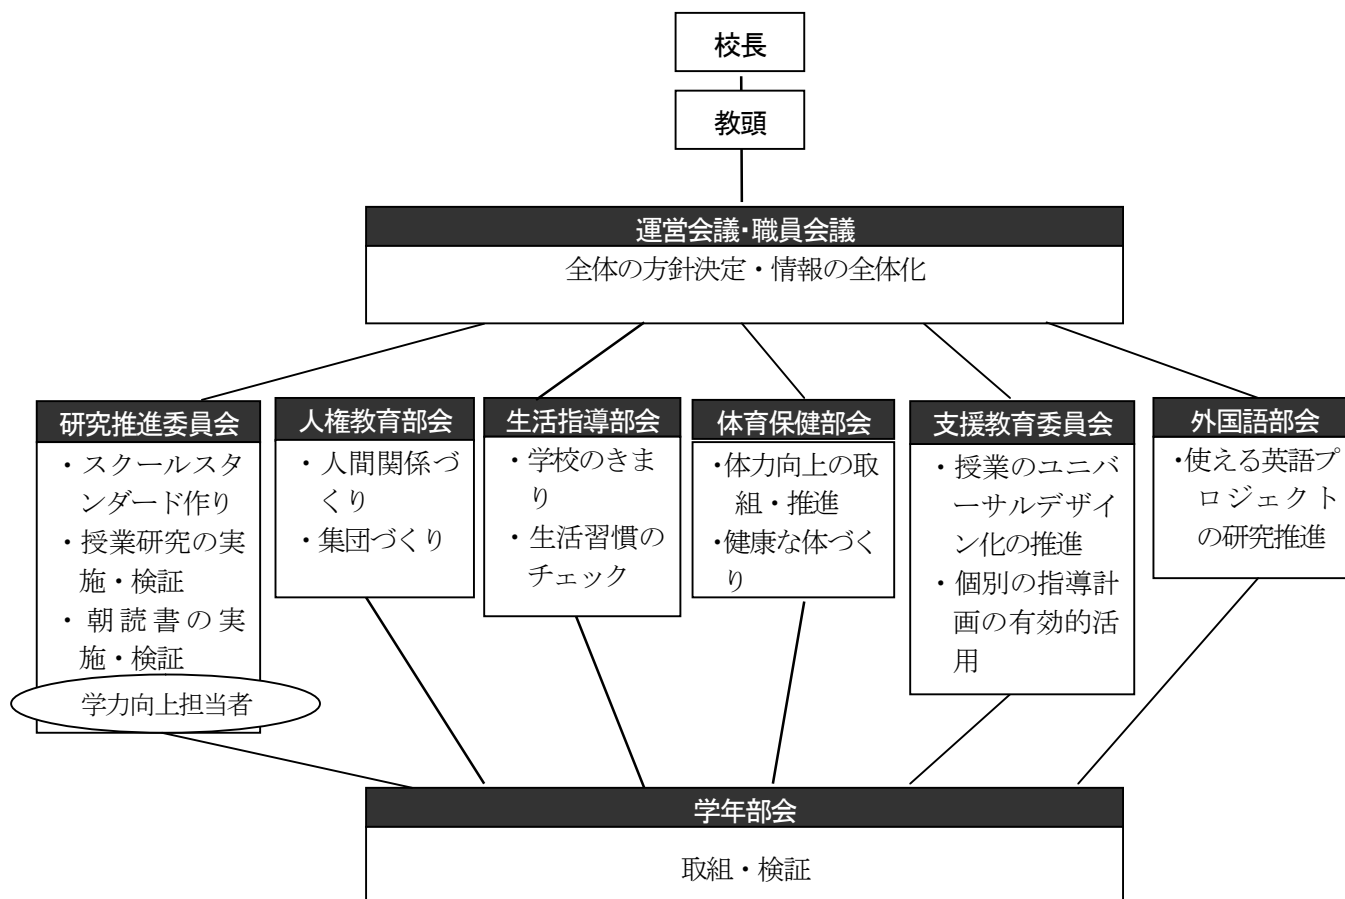 校長
教頭
運営会議・職員会議
全体の方針決定・情報の全体化
研究推進委員会
・スクールスタ
ンダード作り
・授業研究の実
施・検証
・朝読書の実
施・検証
学力向上担当者
人権教育部会
・人間関係づ
くり
・集団づくり
生活指導部会
・学校のきま
り
・生活習慣の
チェック
体育保健部会
・体力向上の取
組・推進
・健康な体づく
り
支援教育委員会
・授業のユニバ
ーサルデザイ
ン化の推進
・個別の指導計
画の有効的活
用
外国語部会
・使える英語プ
ロジェクト
の研究推進
学年部会
取組・検証